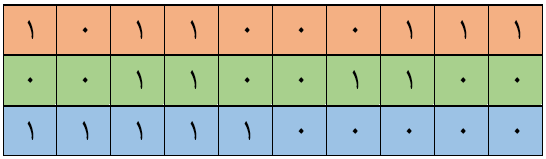 ١ ٠ ١ ١ ٠ ٠ ٠ ١ ١ ١
٠ ٠ ١ ١ ٠ ٠ ١ ١ ٠ ٠
١ ١ ١ ١ ١ ٠ ٠ ٠ ٠ ٠